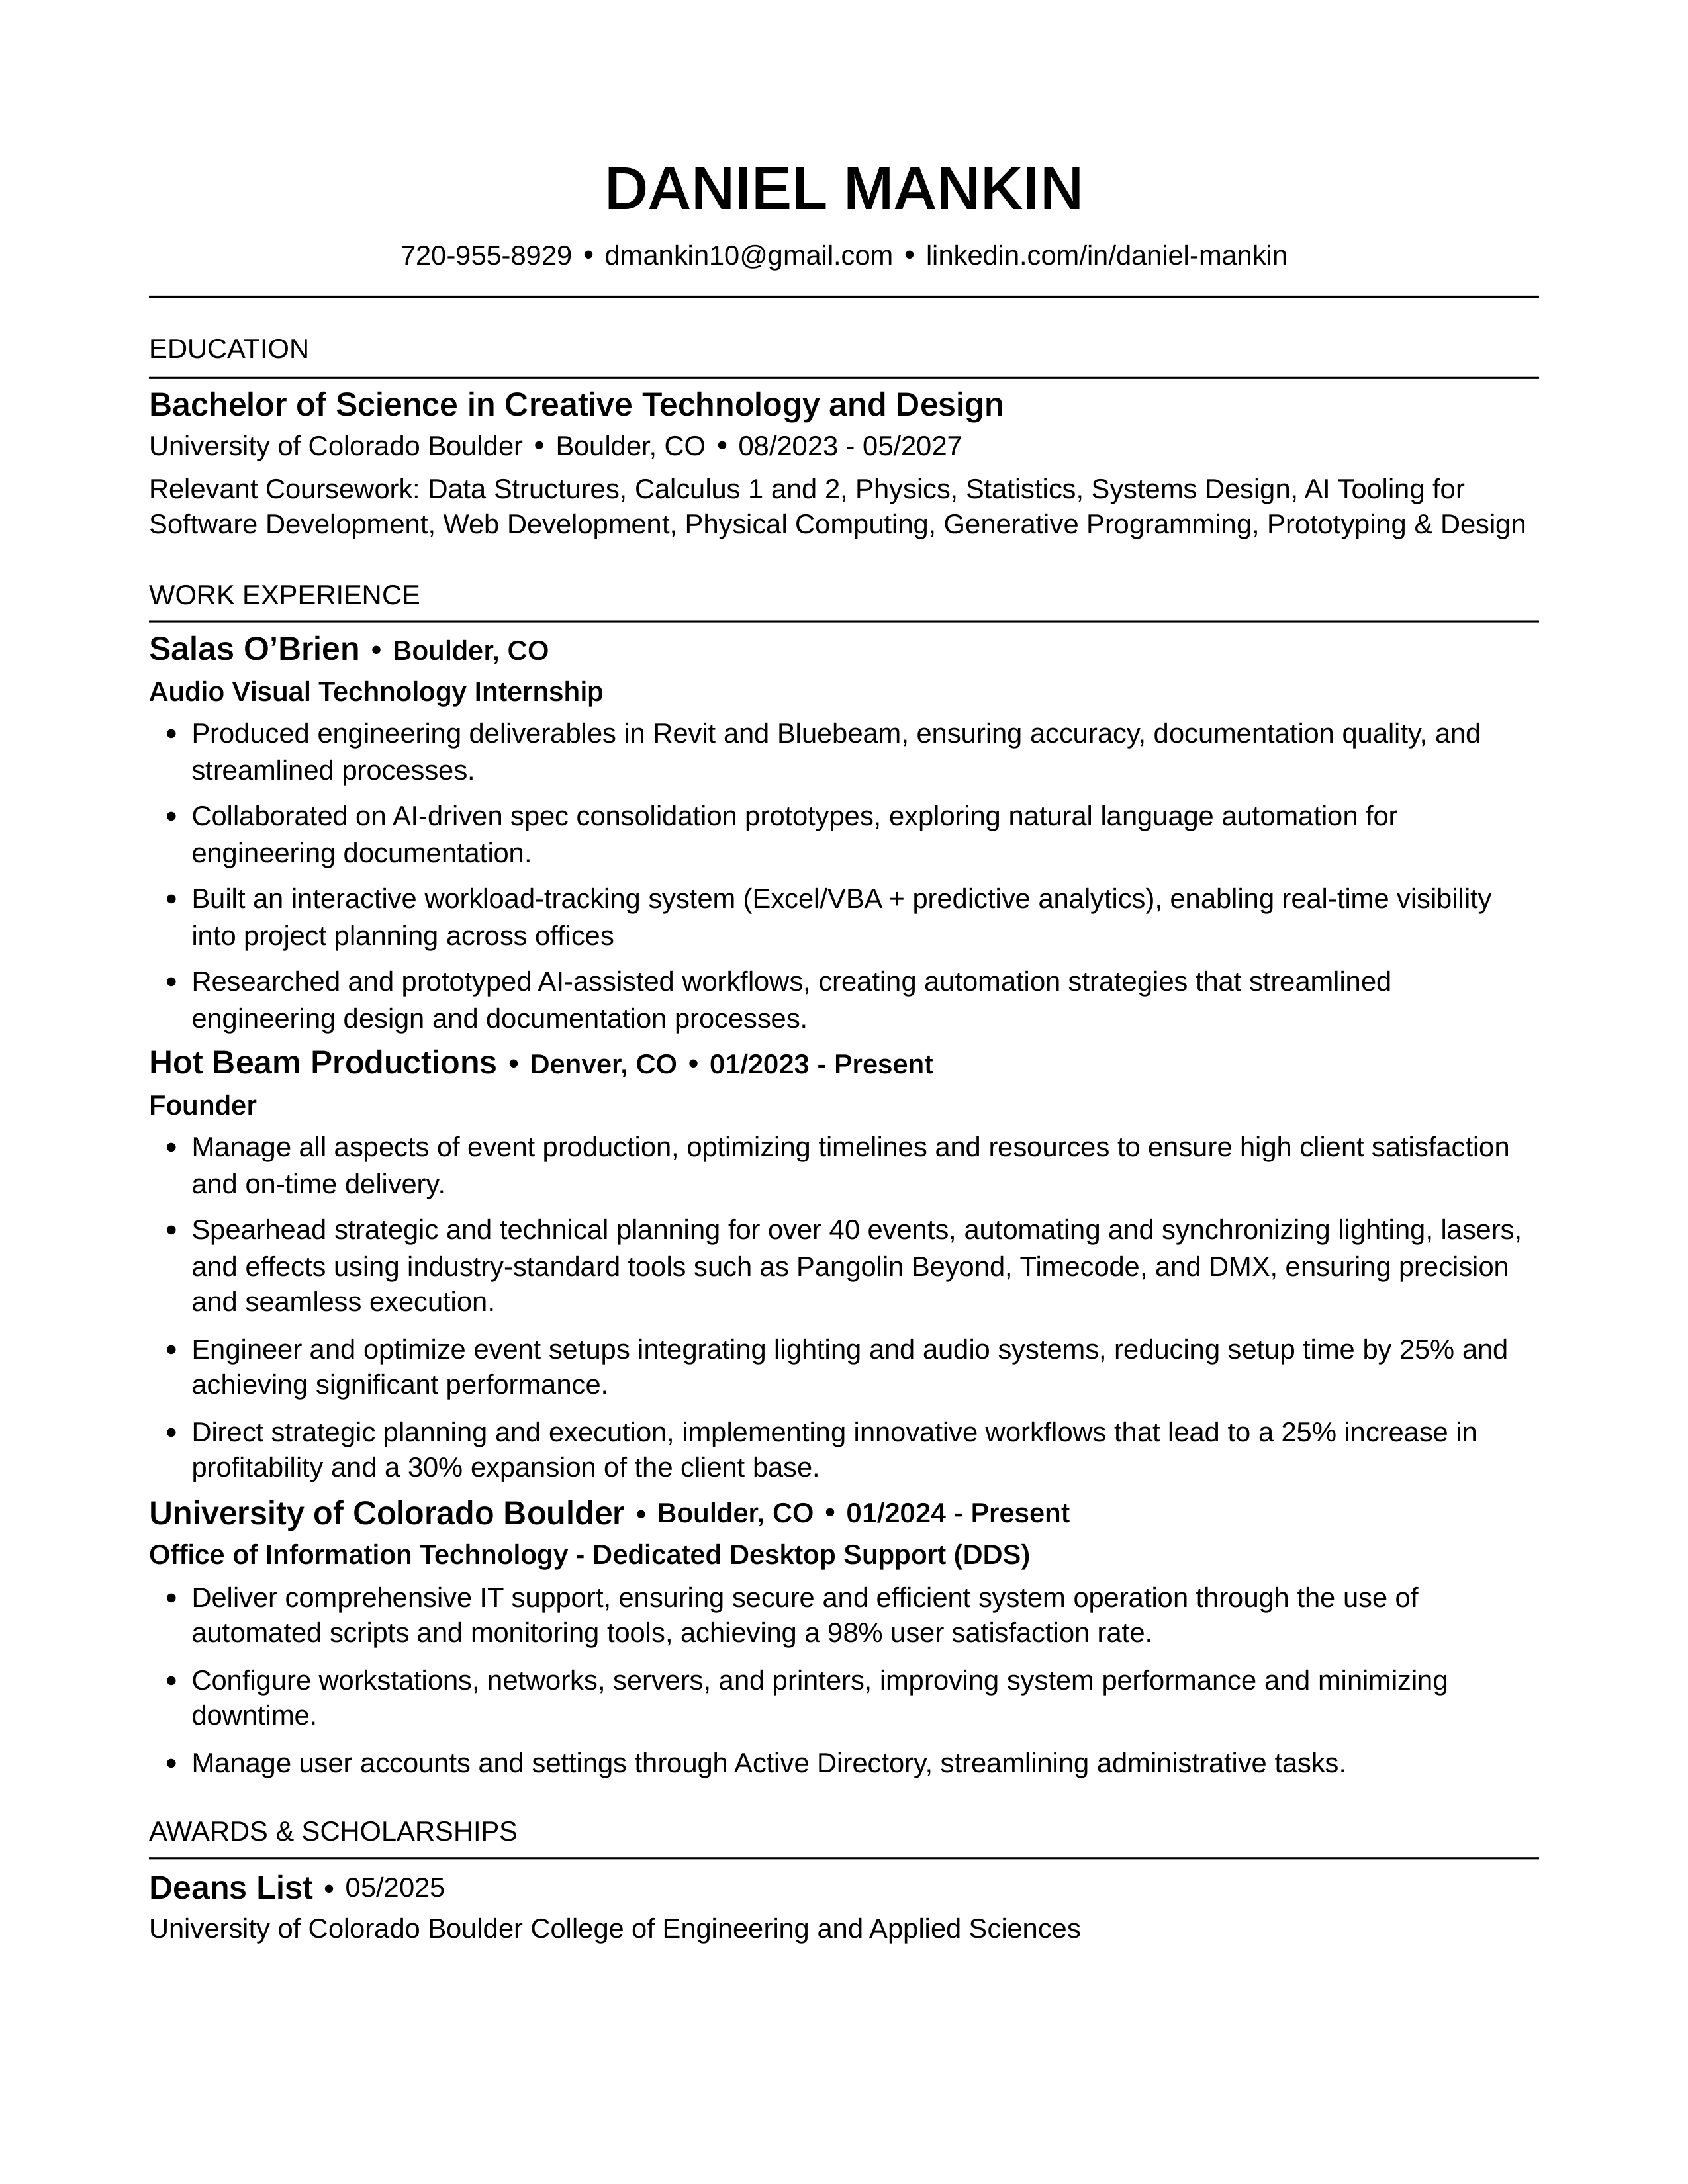 DANIEL MANKIN
720-955-8929 • dmankin10@gmail.com • linkedin.com/in/daniel-mankin
EDUCATION
Bachelor of Science in Creative Technology and Design
University of Colorado Boulder • Boulder, CO • 08/2023 - 05/2027
Relevant Coursework: Data Structures, Calculus 1 and 2, Physics, Statistics, Systems Design, AI Tooling for
Software Development, Web Development, Physical Computing, Generative Programming, Prototyping & Design
WORK EXPERIENCE
Salas O’Brien • Boulder, CO
Audio Visual Technology Internship
• Produced engineering deliverables in Revit and Bluebeam, ensuring accuracy, documentation quality, and
streamlined processes.
• Collaborated on AI-driven spec consolidation prototypes, exploring natural language automation for
engineering documentation.
• Built an interactive workload-tracking system (Excel/VBA + predictive analytics), enabling real-time visibility
into project planning across offices
• Researched and prototyped AI-assisted workflows, creating automation strategies that streamlined
engineering design and documentation processes.
Hot Beam Productions • Denver, CO • 01/2023 - Present
Founder
• Manage all aspects of event production, optimizing timelines and resources to ensure high client satisfaction
and on-time delivery.
• Spearhead strategic and technical planning for over 40 events, automating and synchronizing lighting, lasers,
and effects using industry-standard tools such as Pangolin Beyond, Timecode, and DMX, ensuring precision
and seamless execution.
• Engineer and optimize event setups integrating lighting and audio systems, reducing setup time by 25% and
achieving significant performance.
• Direct strategic planning and execution, implementing innovative workflows that lead to a 25% increase in
profitability and a 30% expansion of the client base.
University of Colorado Boulder • Boulder, CO • 01/2024 - Present
Office of Information Technology - Dedicated Desktop Support (DDS)
• Deliver comprehensive IT support, ensuring secure and efficient system operation through the use of
automated scripts and monitoring tools, achieving a 98% user satisfaction rate.
• Configure workstations, networks, servers, and printers, improving system performance and minimizing
downtime.
• Manage user accounts and settings through Active Directory, streamlining administrative tasks.
AWARDS & SCHOLARSHIPS
Deans List • 05/2025
University of Colorado Boulder College of Engineering and Applied Sciences